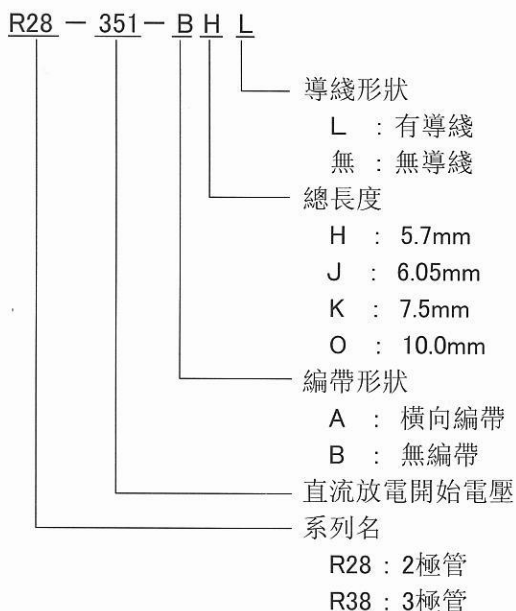 R28 － 351－ B H L
導綫形狀
L ：有導綫
無 ：無導綫
總長度
H ： 5.7mm
J ： 6.05mm
K ： 7.5mm
O ： 10.0mm
編帶形狀
A ： 橫向編帶
B ： 無編帶
直流放電開始電壓
系列名
R28：2極管
R38：3極管